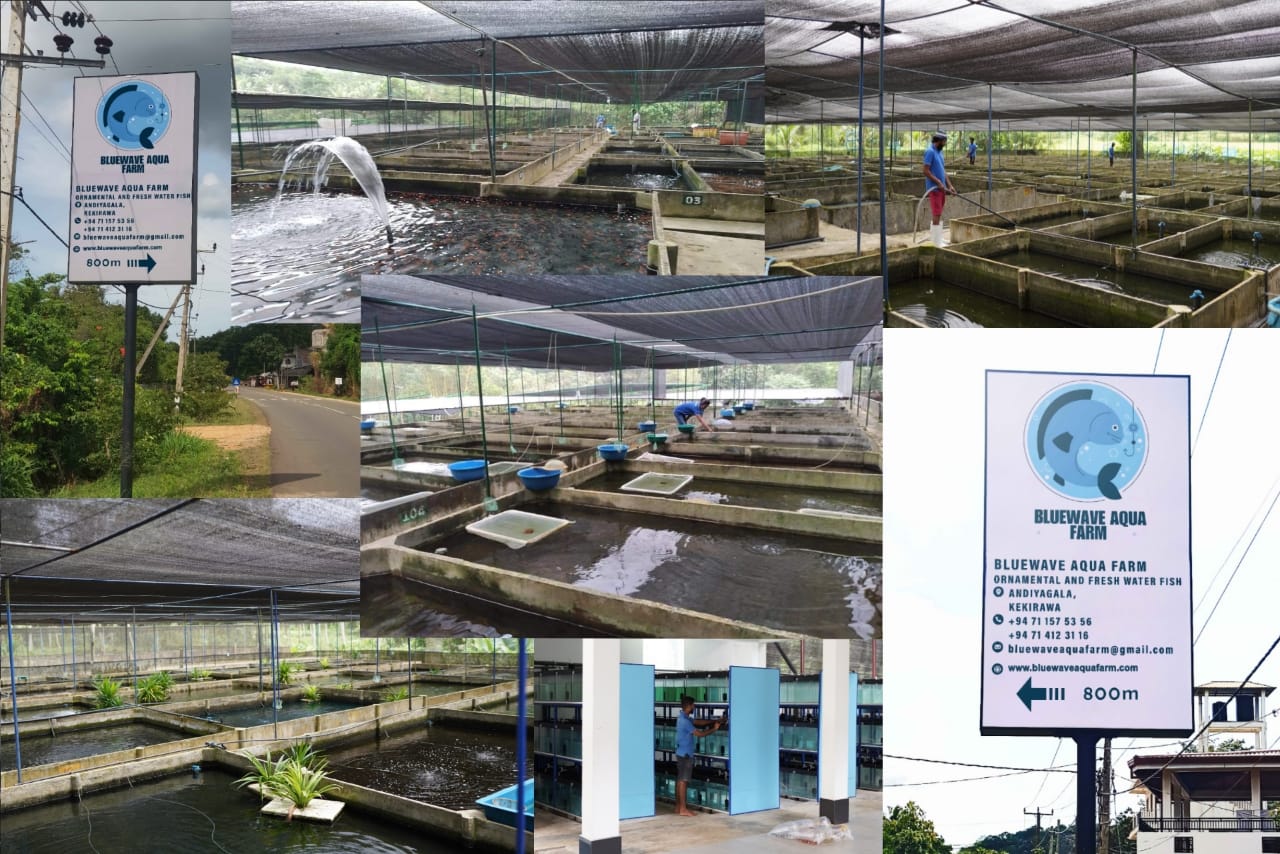 BLUEWAVE AQUA
FARM
BLUEWAVE AQUA FARM
ORNAMENTAL AND FRESH WATER FISH
ANDIYAGALA,
KEKIRAWA
+94 71 157 53 56
+94 71 412 31 16
bluewaveaquafarm@gmail.com
www.bluewaveaquafarm.com
800m
03
104
BLUEWAVE AQUA
FARM
BLUEWAVE AQUA FARM
ORNAMENTAL AND FRESH WATER FISH
ANDIYAGALA,
KEKIRAWA
+94 71 157 53 56
+94 71 412 31 16
bluewaveaquafarm@gmail.com
www.bluewaveaquafarm.com
800m